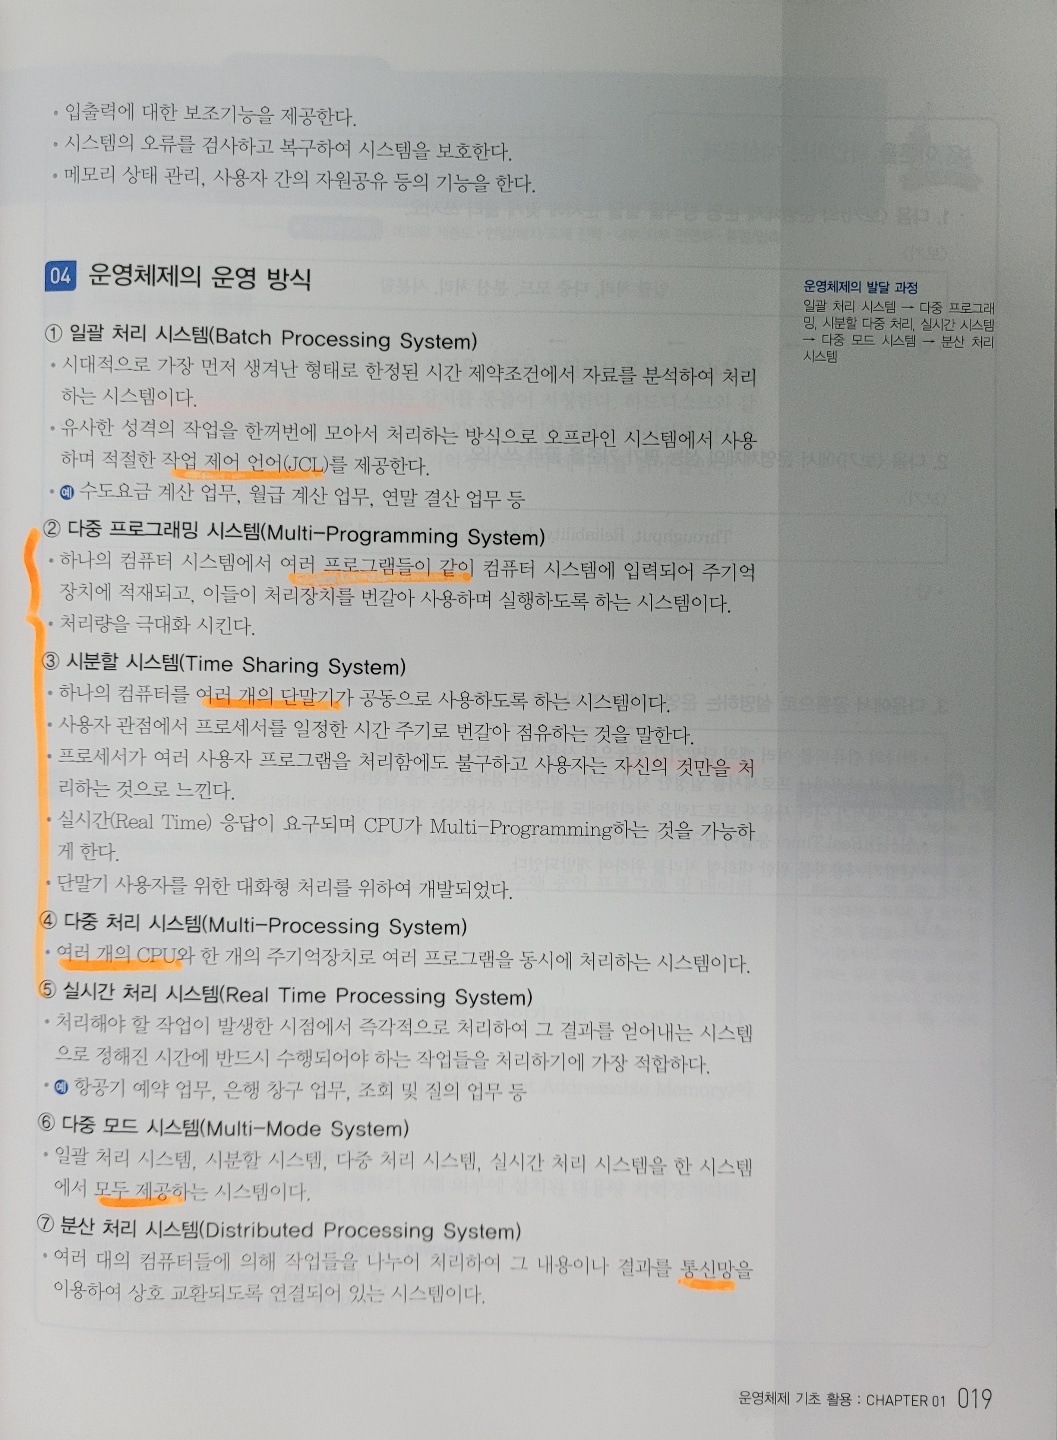 • 입출력에 대한 보조기능을 제공한다.
• 시스템의 오류를 검사하고 복구하여 시스템을 보호한다.
• 메모리 상태 관리, 사용자 간의 자원공유 등의 기능을 한다.
04 운영체제의 운영 방식
① 일괄 처리 시스템(Batch Processing System)
• 시대적으로 가장 먼저 생겨난 형태로 한정된 시간 제약조건에서 자료를 분석하여 처리
하는 시스템이다.
• 유사한 성격의 작업을 한꺼번에 모아서 처리하는 방식으로 오프라인 시스템에서 사용
하며 적절한 작업 제어 언어(JCL)를 제공한다.
• 예 수도요금 계산 업무, 월급 계산 업무, 연말 결산 업무 등
② 다중 프로그래밍 시스템(Multi-Programming System)
• 하나의 컴퓨터 시스템에서 여러 프로그램들이 같이 컴퓨터 시스템에 입력되어 주기억
장치에 적재되고, 이들이 처리장치를 번갈아 사용하며 실행하도록 하는 시스템이다.
• 처리량을 극대화 시킨다.
③ 시분할 시스템(Time Sharing System)
• 하나의 컴퓨터를 여러 개의 단말기가 공동으로 사용하도록 하는 시스템이다.
• 사용자 관점에서 프로세서를 일정한 시간 주기로 번갈아 점유하는 것을 말한다.
• 프로세서가 여러 사용자 프로그램을 처리함에도 불구하고 사용자는 자신의 것만을 처
리하는 것으로 느낀다.
• 실시간(Real Time) 응답이 요구되며 CPU가 Multi-Programming하는 것을 가능하
게 한다.
• 단말기 사용자를 위한 대화형 처리를 위하여 개발되었다.
④ 다중 처리 시스템(Multi-Processing System)
• 여러 개의 CPU와 한 개의 주기억장치로 여러 프로그램을 동시에 처리하는 시스템이다.
⑤ 실시간 처리 시스템(Real Time Processing System)
• 처리해야 할 작업이 발생한 시점에서 즉각적으로 처리하여 그 결과를 얻어내는 시스템
으로 정해진 시간에 반드시 수행되어야 하는 작업들을 처리하기에 가장 적합하다.
• 예 항공기 예약 업무, 은행 창구 업무, 조회 및 질의 업무 등
⑥ 다중 모드 시스템(Multi-Mode System)
• 일괄 처리 시스템, 시분할 시스템, 다중 처리 시스템, 실시간 처리 시스템을 한 시스템
에서 모두 제공하는 시스템이다.
⑦ 분산 처리 시스템(Distributed Processing System)
• 여러 대의 컴퓨터들에 의해 작업들을 나누어 처리하여 그 내용이나 결과를 통신망을
이용하여 상호 교환되도록 연결되어 있는 시스템이다.
운영체제의 발달 과정
일괄 처리 시스템 → 다중 프로그래
밍, 시분할 다중 처리, 실시간 시스템
→ 다중 모드 시스템 → 분산 처리
시스템
운영체제 기초 활용 : CHAPTER 01 019